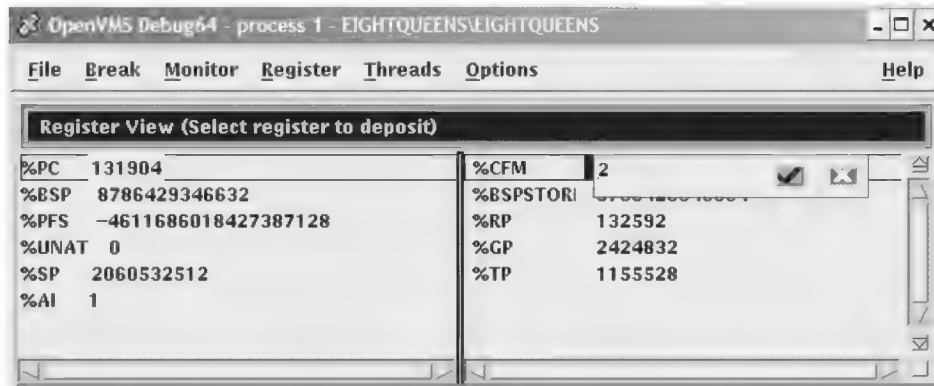 OpenVMS Debug64 - process 1 - EIGHTQUEENS\EIGHTQUEENS
File Break Monitor Register Threads Options Help
Register View (Select register to deposit)
%PC 131904
%BSP 8786429346632
%PFS -4611686018427387128
%UNAT 0
%SP 2060532512
%AI 1
%CFM 2
%BSPSTORE
%RP 132592
%GP 2424832
%TP 1155528